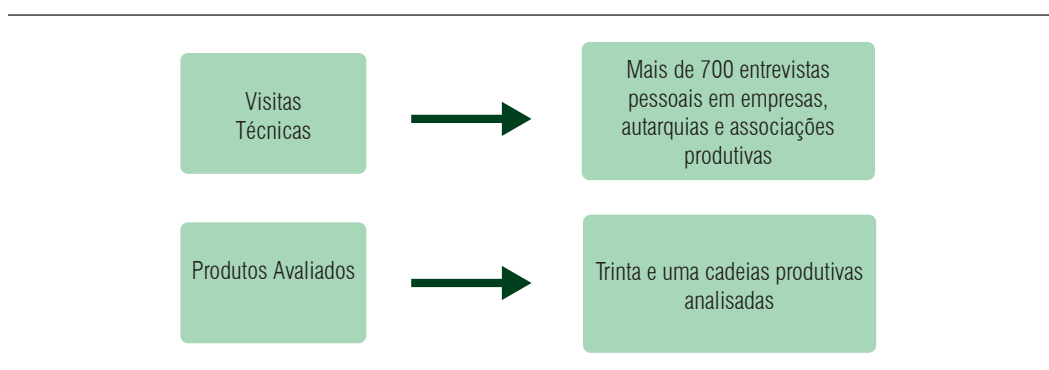 Visitas
Técnicas
Mais de 700 entrevistas
pessoais em empresas,
autarquias e associações
produtivas
Produtos Avaliados
Trinta e uma cadeias produtivas
analisadas